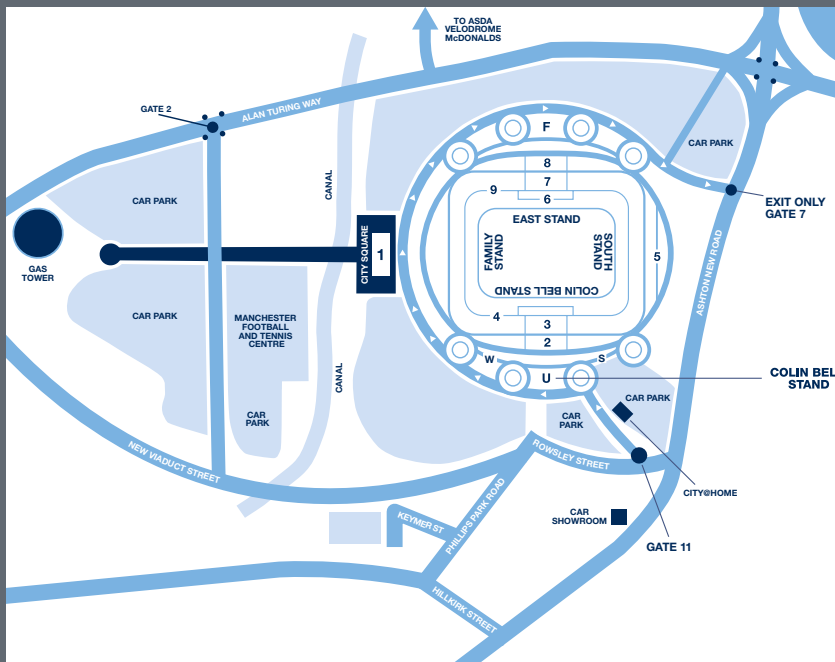 TO ASDA
VELODROME
McDONALDS
GATE 2
ALAN TURING WAY
F
CAR PARK
8
7
6
9
CANAL
CAR PARK
EXIT ONLY
GATE 7
EAST STAND
CITY SQUARE
1
FAMILY
STAND
SOUTH
STAND
5
GAS
TOWER
COLIN BELL STAND
ASHTON NEW ROAD
CAR PARK
MANCHESTER
FOOTBALL
AND TENNIS
CENTRE
4
3
2
W
S
U
COLIN BEL
STAND
CANAL
CAR PARK
CAR
PARK
CAR
PARK
NEW VIADUCT STREET
ROWSLEY STREET
CITY@HOME
PHILLIPS PARK ROAD
KEYMER ST
CAR
SHOWROOM
GATE 11
HILLKIRK STREET